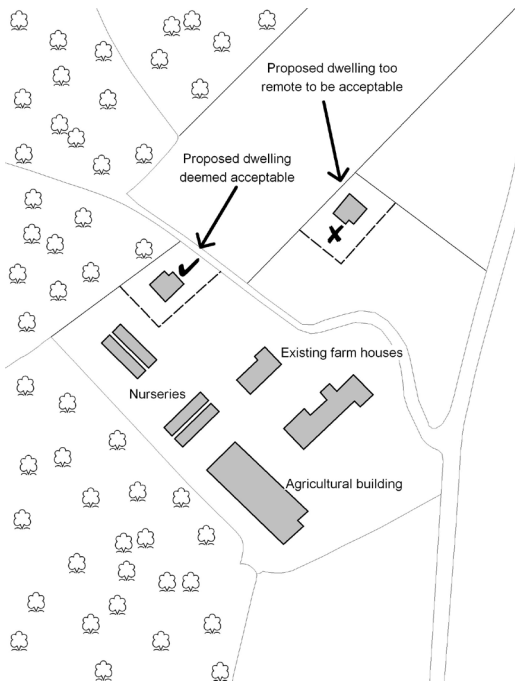 Proposed dwelling too
remote to be acceptable
Proposed dwelling
deemed acceptable
Existing farm houses
Nurseries
Agricultural building